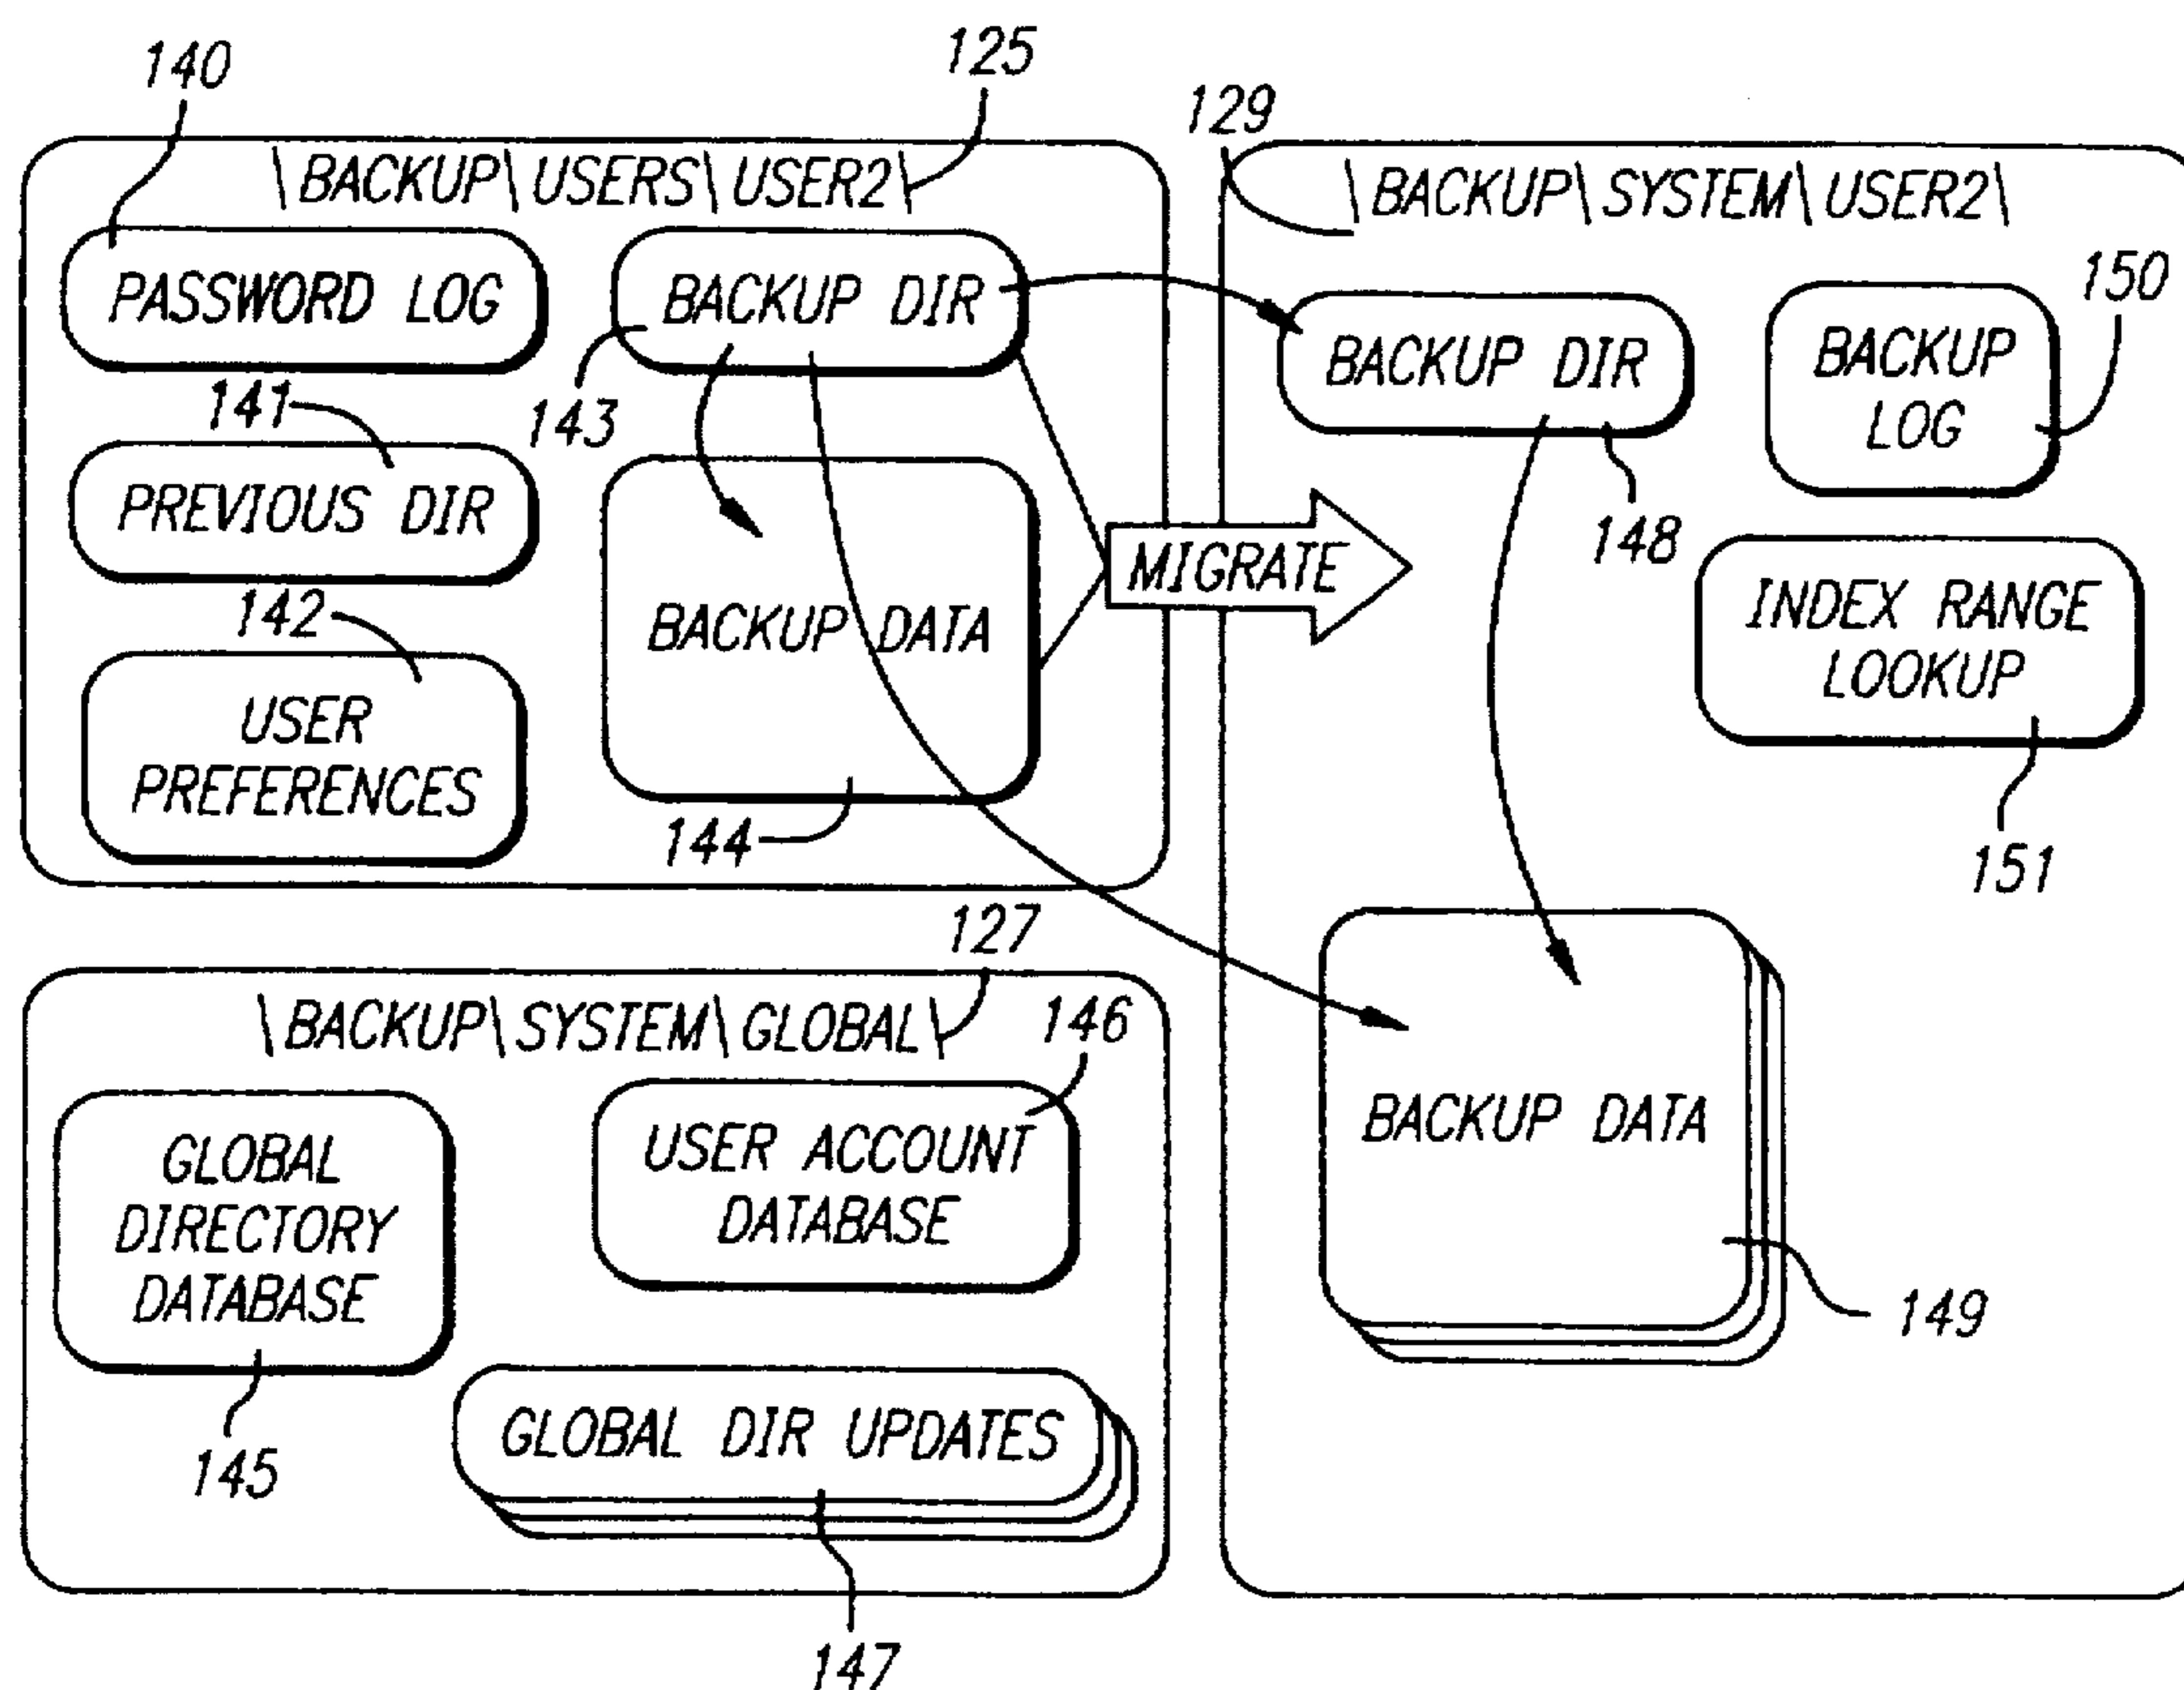 140
125
129
\BACKUP\USERS\USER2\
\BACKUP\SYSTEM\USER2\
PASSWORD LOG
BACKUP DIR
143
141
PREVIOUS DIR
142
USER
PREFERENCES
BACKUP DATA
144
MIGRATE
BACKUP DIR
148
BACKUP
LOG
150
INDEX RANGE
LOOKUP
151
BACKUP DATA
149
127
\BACKUP\SYSTEM\GLOBAL\
146
GLOBAL
DIRECTORY
DATABASE
145
USER ACCOUNT
DATABASE
GLOBAL DIR UPDATES
147